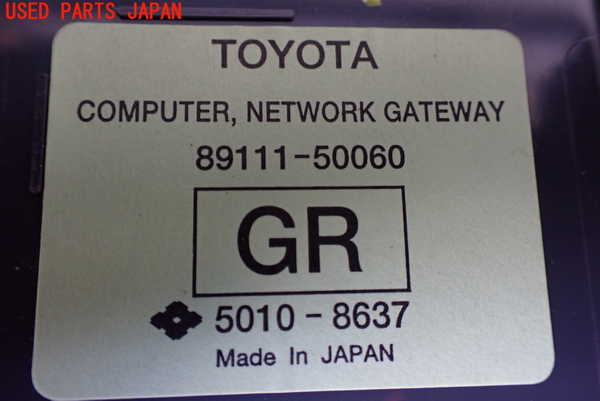 USED PARTS JAPAN
TOYOTA
COMPUTER, NETWORK GATEWAY
89111-50060
GR
5010-8637
Made In JAPAN